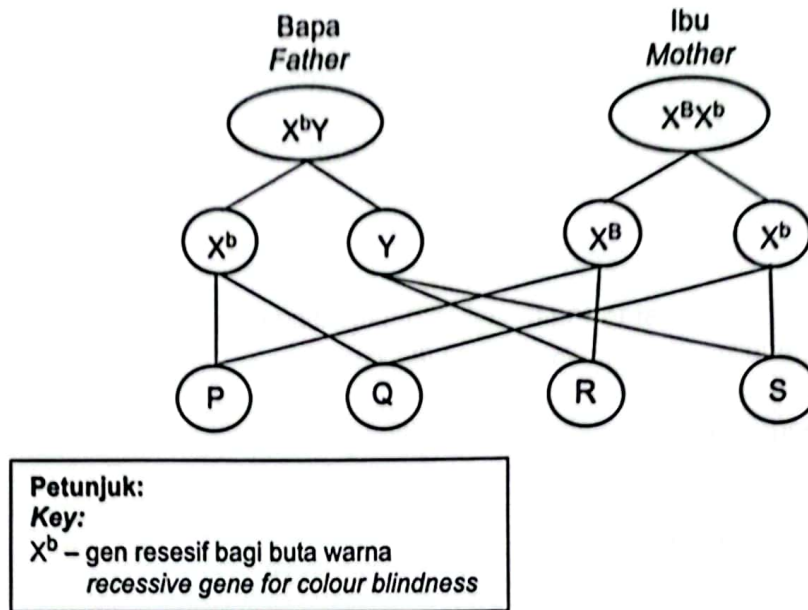 Bapa
Father
Ibu
Mother
XᵇY
XᴮXᵇ
Xᵇ
Y
Xᴮ
Xᵇ
P
Q
R
S
Petunjuk:
Key:
Xᵇ – gen resesif bagi buta warna
recessive gene for colour blindness